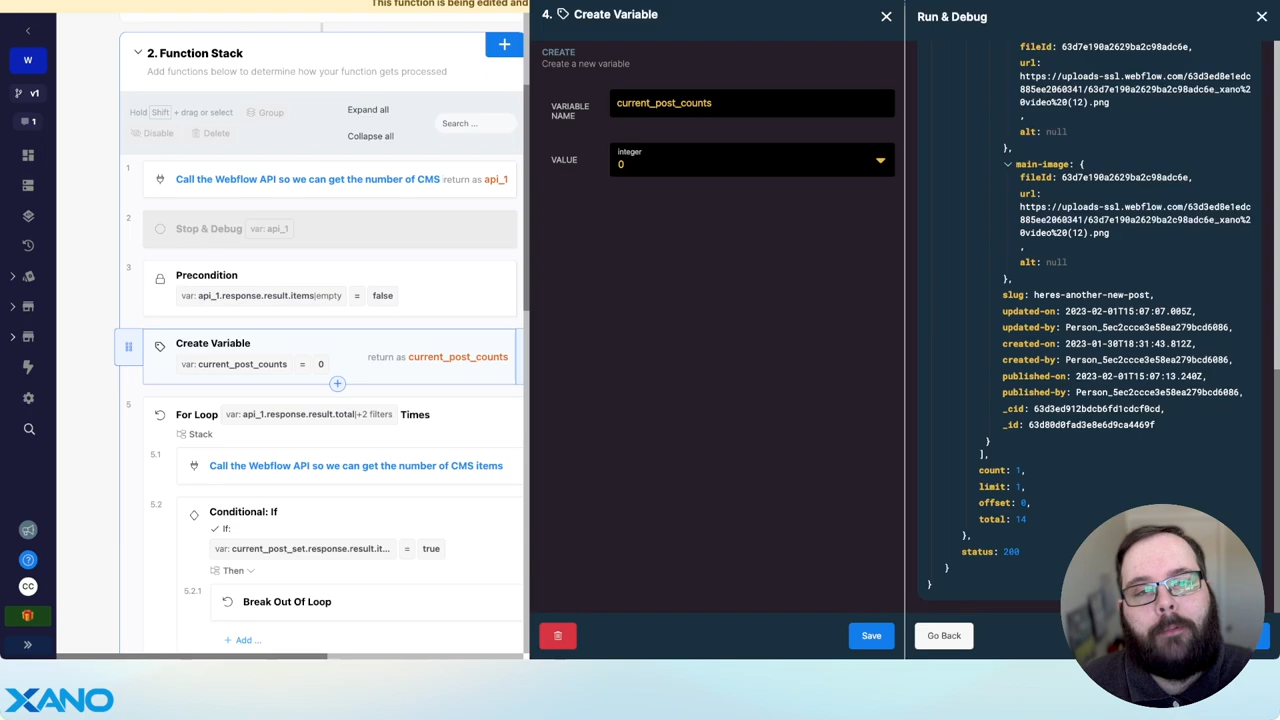 This function is being edited and
W
v1
1
CC
2. Function Stack
Add functions below to determine how your function gets processed
Hold Shift + drag or select
Group
Expand all
Disable
Delete
Collapse all
Search ...
1
Call the Webflow API so we can get the number of CMS return as api_1
2
Stop & Debug var: api_1
3
Precondition
var: api_1.response.result.items|empty = false
Create Variable
var: current_post_counts = 0
return as current_post_counts
5
For Loop var: api_1.response.result.total|+2 filters Times
Stack
5.1
Call the Webflow API so we can get the number of CMS items
5.2
Conditional: If
If:
var: current_post_set.response.result.it... = true
Then
5.2.1
Break Out Of Loop
+ Add ...
4. Create Variable
CREATE
Create a new variable
VARIABLE NAME
current_post_counts
VALUE
integer
0
Save
Run & Debug
fileId: 63d7e190a2629ba2c98adc6e,
url:
https://uploads-ssl.webflow.com/63d3ed8e1edc
885ee2060341/63d7e190a2629ba2c98adc6e_xano%2
0video%20(12).png
,
alt: null
},
main-image: {
fileId: 63d7e190a2629ba2c98adc6e,
url:
https://uploads-ssl.webflow.com/63d3ed8e1edc
885ee2060341/63d7e190a2629ba2c98adc6e_xano%2
0video%20(12).png
,
alt: null
},
slug: heres-another-new-post,
updated-on: 2023-02-01T15:07:07.005Z,
updated-by: Person_5ec2ccce3e58ea279bcd6086,
created-on: 2023-01-30T18:31:43.812Z,
created-by: Person_5ec2ccce3e58ea279bcd6086,
published-on: 2023-02-01T15:07:13.240Z,
published-by: Person_5ec2ccce3e58ea279bcd6086,
_cid: 63d3ed912bdcb6fd1cdcf0cd,
_id: 63d80d0fad3e8e6d9ca4469f
}
],
count: 1,
limit: 1,
offset: 0,
total: 14
},
status: 200
}
}
Go Back
XANO